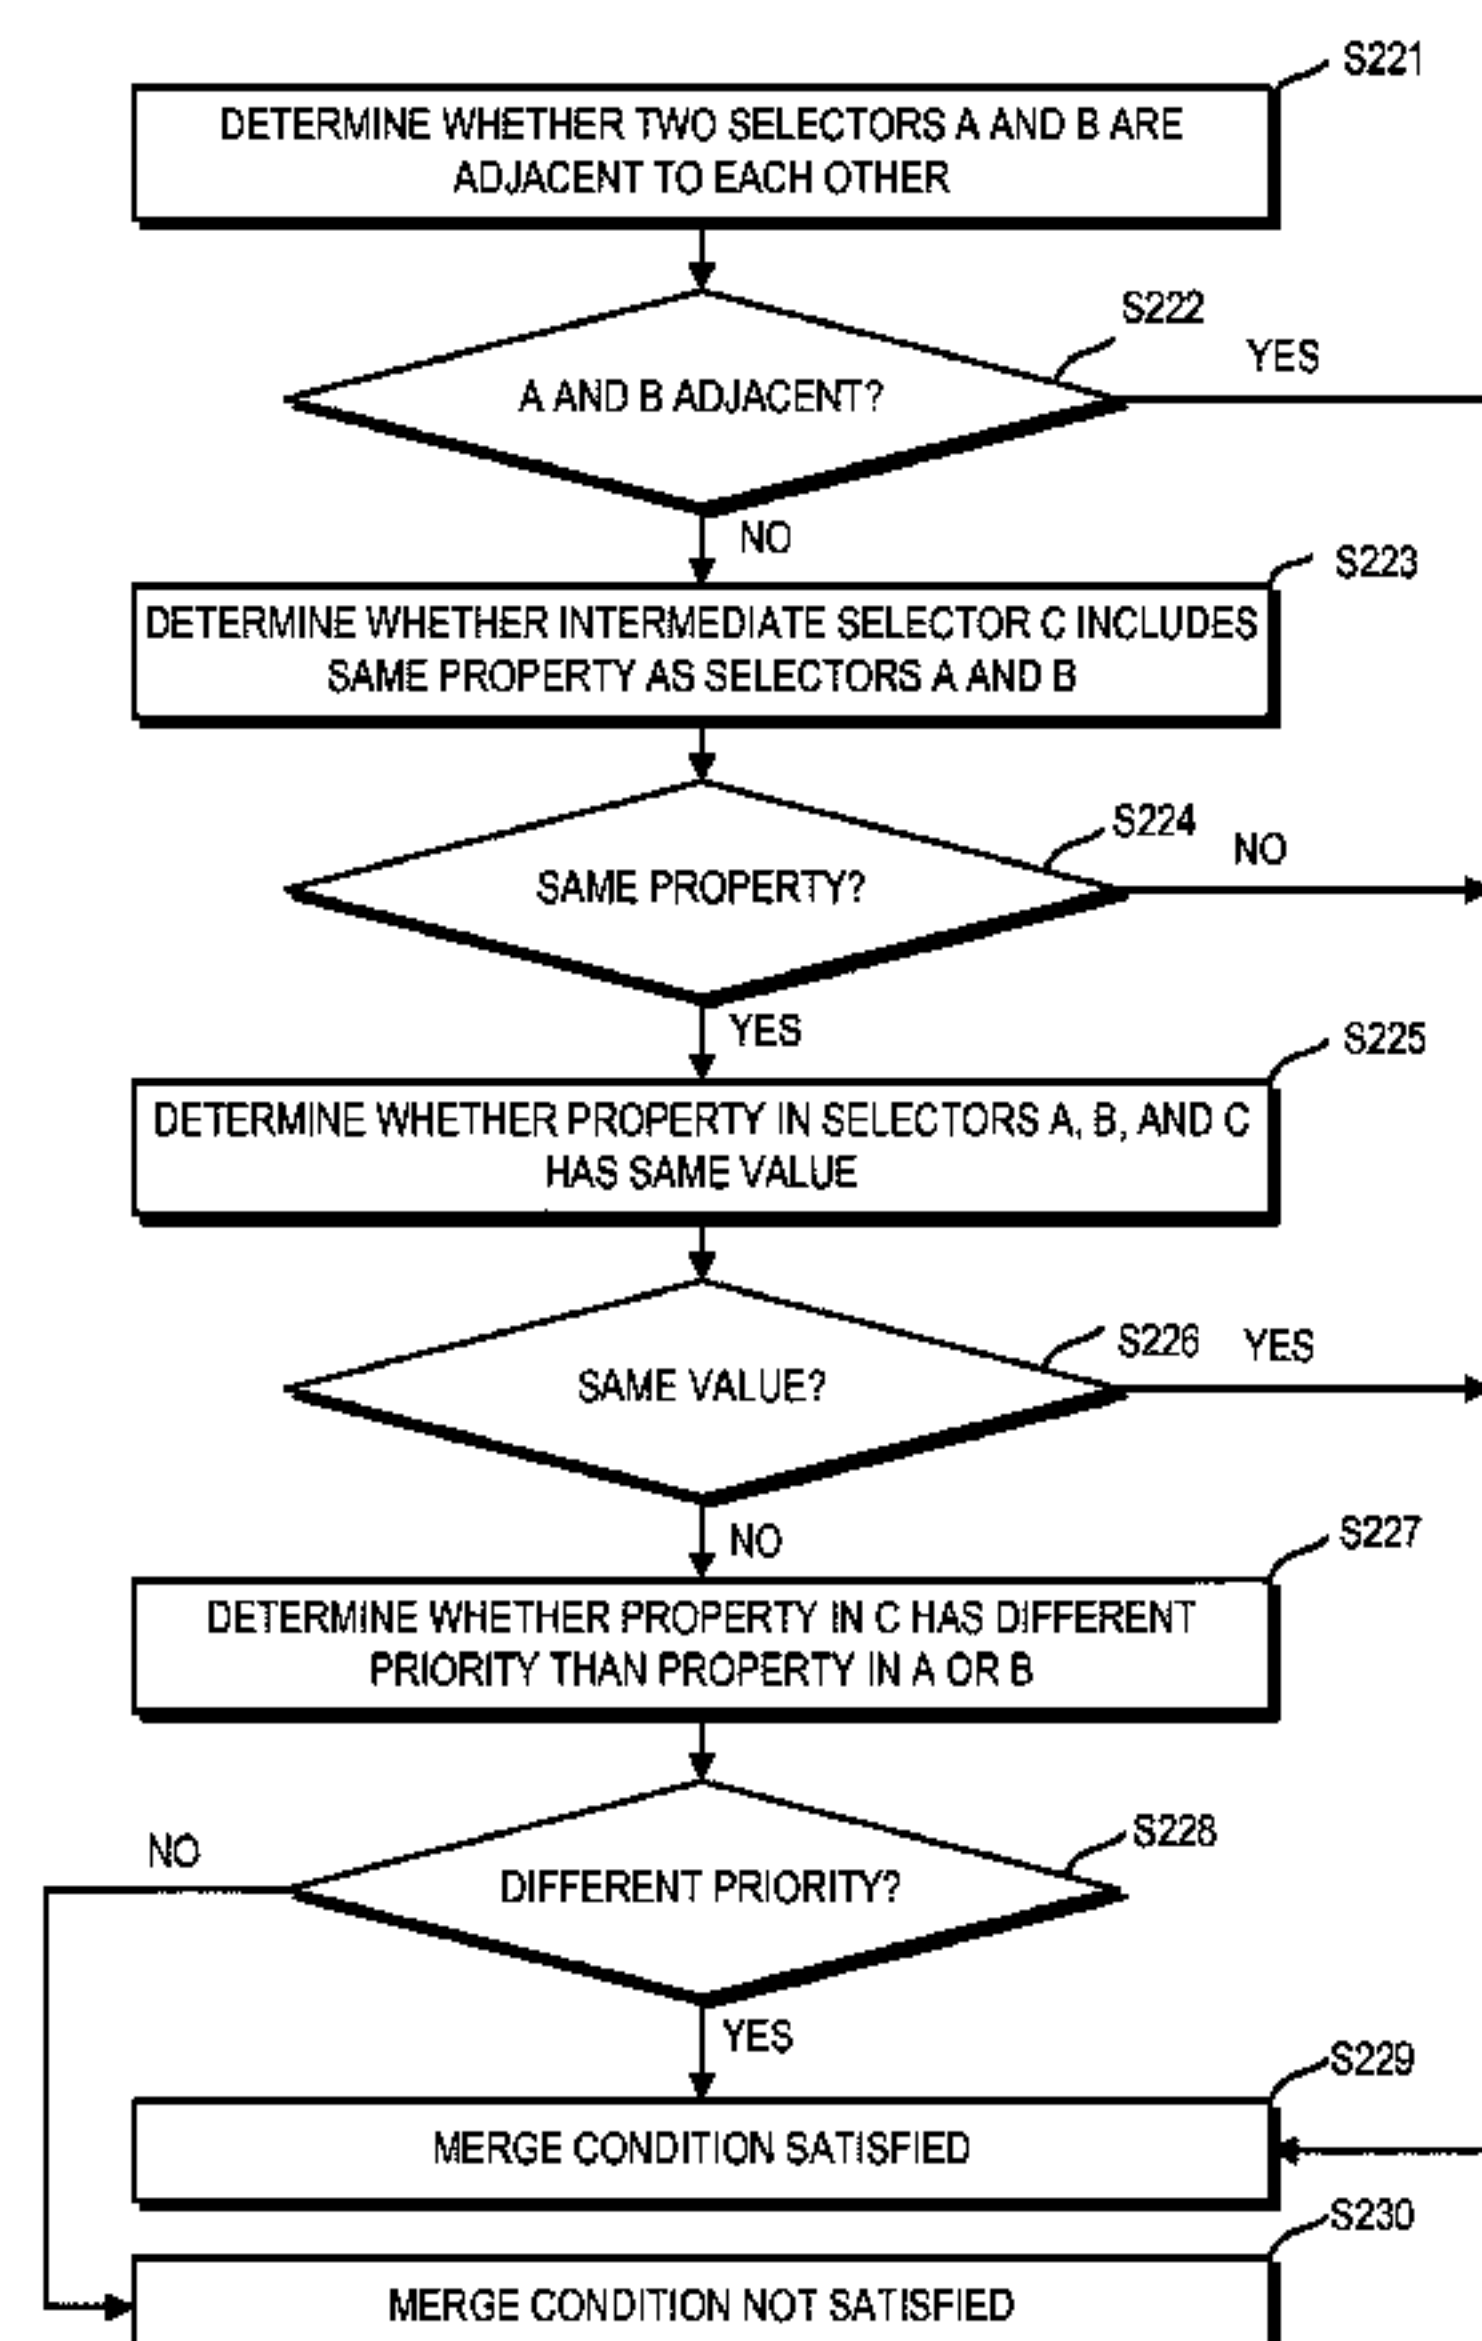 S221
DETERMINE WHETHER TWO SELECTORS A AND B ARE
ADJACENT TO EACH OTHER
S222
YES
A AND B ADJACENT?
NO
S223
DETERMINE WHETHER INTERMEDIATE SELECTOR C INCLUDES
SAME PROPERTY AS SELECTORS A AND B
S224
NO
SAME PROPERTY?
YES
S225
DETERMINE WHETHER PROPERTY IN SELECTORS A, B, AND C
HAS SAME VALUE
S226
YES
SAME VALUE?
NO
S227
DETERMINE WHETHER PROPERTY IN C HAS DIFFERENT
PRIORITY THAN PROPERTY IN A OR B
S228
NO
DIFFERENT PRIORITY?
YES
S229
MERGE CONDITION SATISFIED
S230
MERGE CONDITION NOT SATISFIED